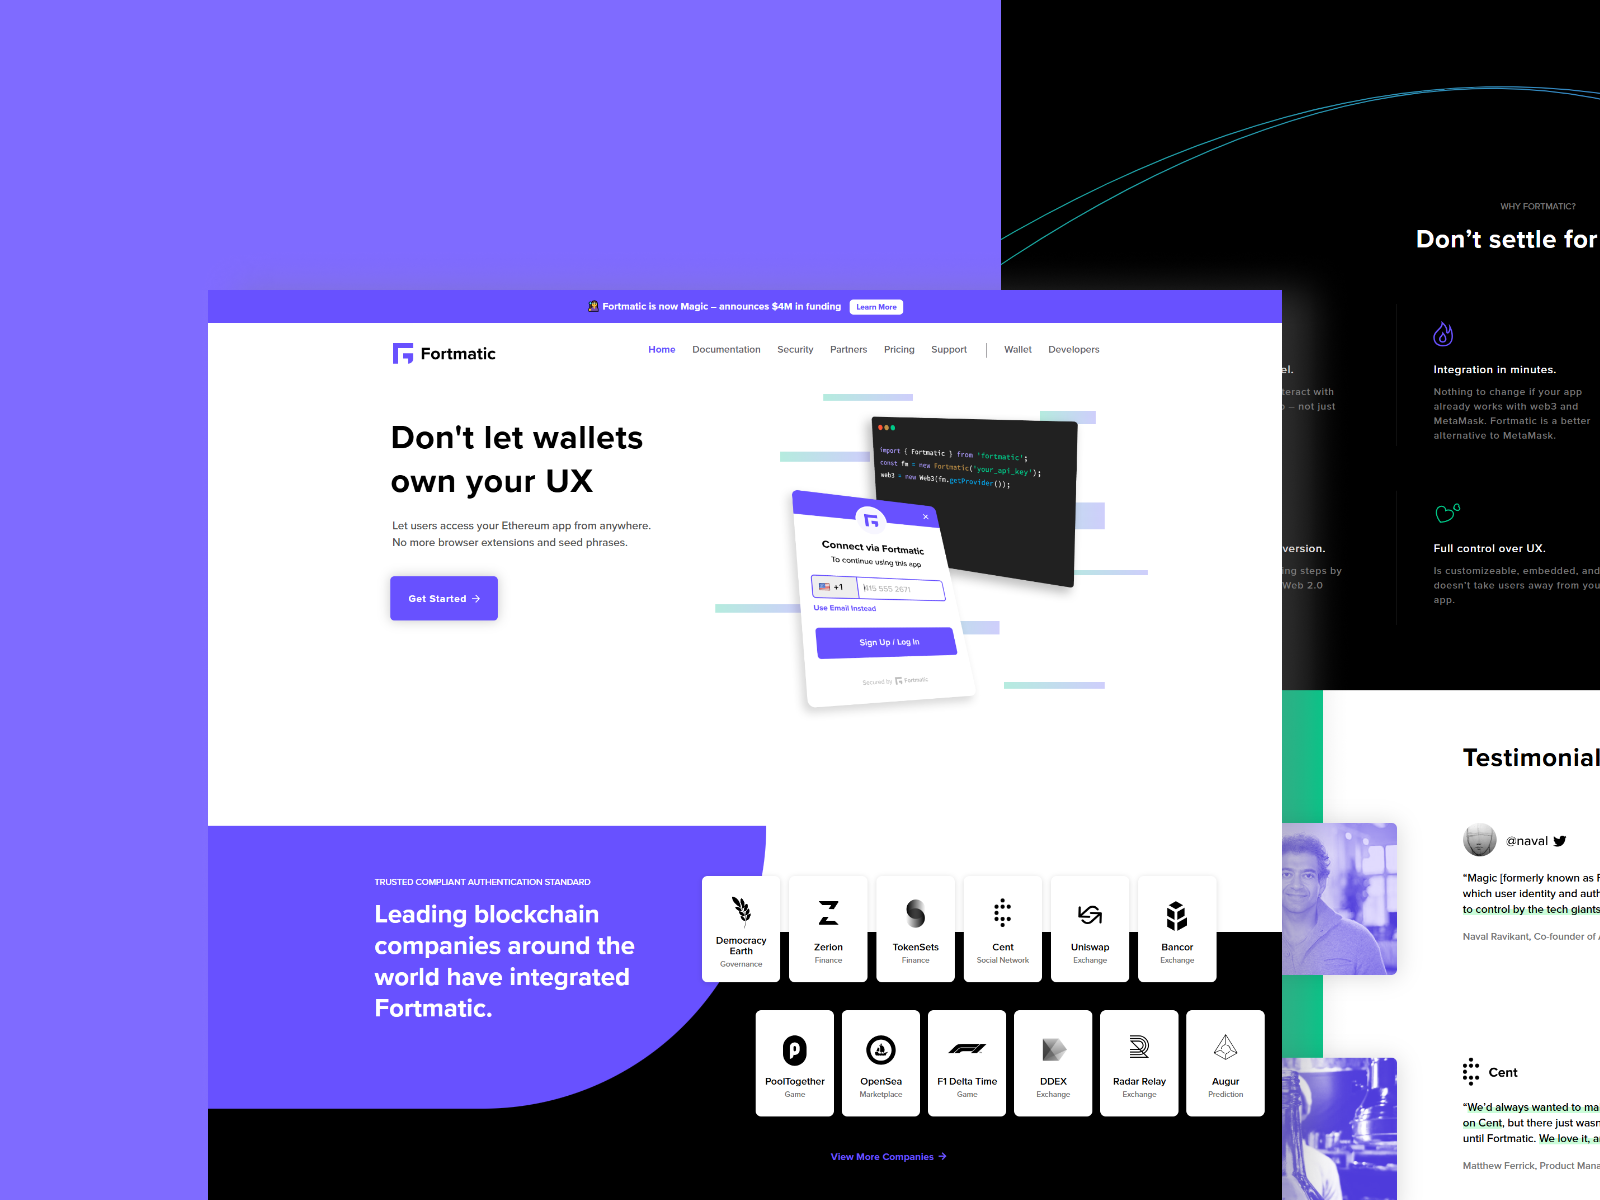 Fortmatic is now Magic – announces $4M in funding
Learn More
Fortmatic
Home
Documentation
Security
Partners
Pricing
Support
Wallet
Developers
Don't let wallets
own your UX
Let users access your Ethereum app from anywhere.
No more browser extensions and seed phrases.
Get Started →
import { Fortmatic } from 'fortmatic';
const fm = new Fortmatic('your_api_key');
web3 = new Web3(fm.getProvider());
Connect via Fortmatic
To continue using this app
+1
415 555 2671
Use Email Instead
Sign Up / Log In
Secured by Fortmatic
TRUSTED COMPLIANT AUTHENTICATION STANDARD
Leading blockchain
companies around the
world have integrated
Fortmatic.
Democracy
Earth
Governance
Zerion
Finance
TokenSets
Finance
Cent
Social Network
Uniswap
Exchange
Bancor
Exchange
PoolTogether
Game
OpenSea
Marketplace
F1 Delta Time
Game
DDEX
Exchange
Radar Relay
Exchange
Augur
Prediction
View More Companies →
WHY FORTMATIC?
Don't settle for
el.
teract with
– not just
Integration in minutes.
Nothing to change if your app
already works with web3 and
MetaMask. Fortmatic is a better
alternative to MetaMask.
version.
ing steps by
Web 2.0
Full control over UX.
Is customizeable, embedded, and
doesn't take users away from you
app.
Testimonial
@naval
“Magic [formerly known as F
which user identity and auth
to control by the tech giants
Naval Ravikant, Co-founder of A
Cent
“We'd always wanted to ma
on Cent, but there just wasn
until Fortmatic. We love it, a
Matthew Ferrick, Product Mana